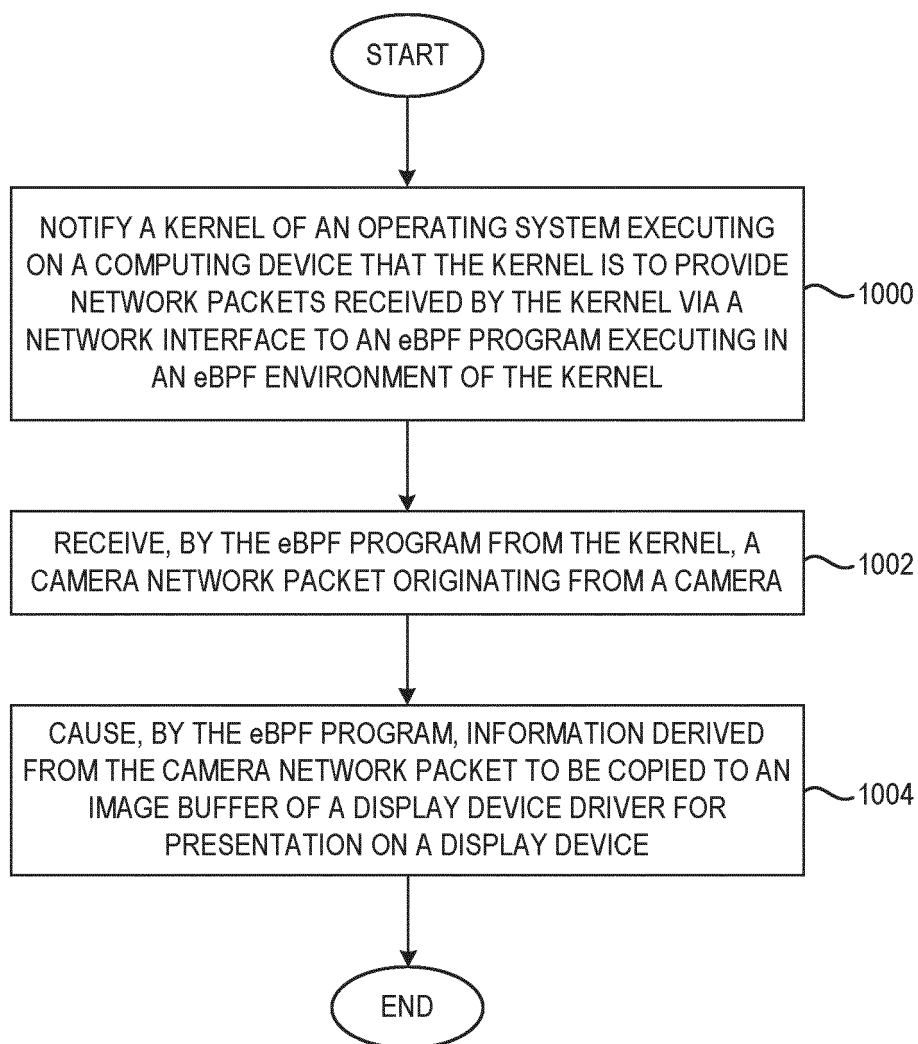 START
NOTIFY A KERNEL OF AN OPERATING SYSTEM EXECUTING
ON A COMPUTING DEVICE THAT THE KERNEL IS TO PROVIDE
NETWORK PACKETS RECEIVED BY THE KERNEL VIA A
NETWORK INTERFACE TO AN eBPF PROGRAM EXECUTING IN
AN eBPF ENVIRONMENT OF THE KERNEL
1000
RECEIVE, BY THE eBPF PROGRAM FROM THE KERNEL, A
CAMERA NETWORK PACKET ORIGINATING FROM A CAMERA
1002
CAUSE, BY THE eBPF PROGRAM, INFORMATION DERIVED
FROM THE CAMERA NETWORK PACKET TO BE COPIED TO AN
IMAGE BUFFER OF A DISPLAY DEVICE DRIVER FOR
PRESENTATION ON A DISPLAY DEVICE
1004
END